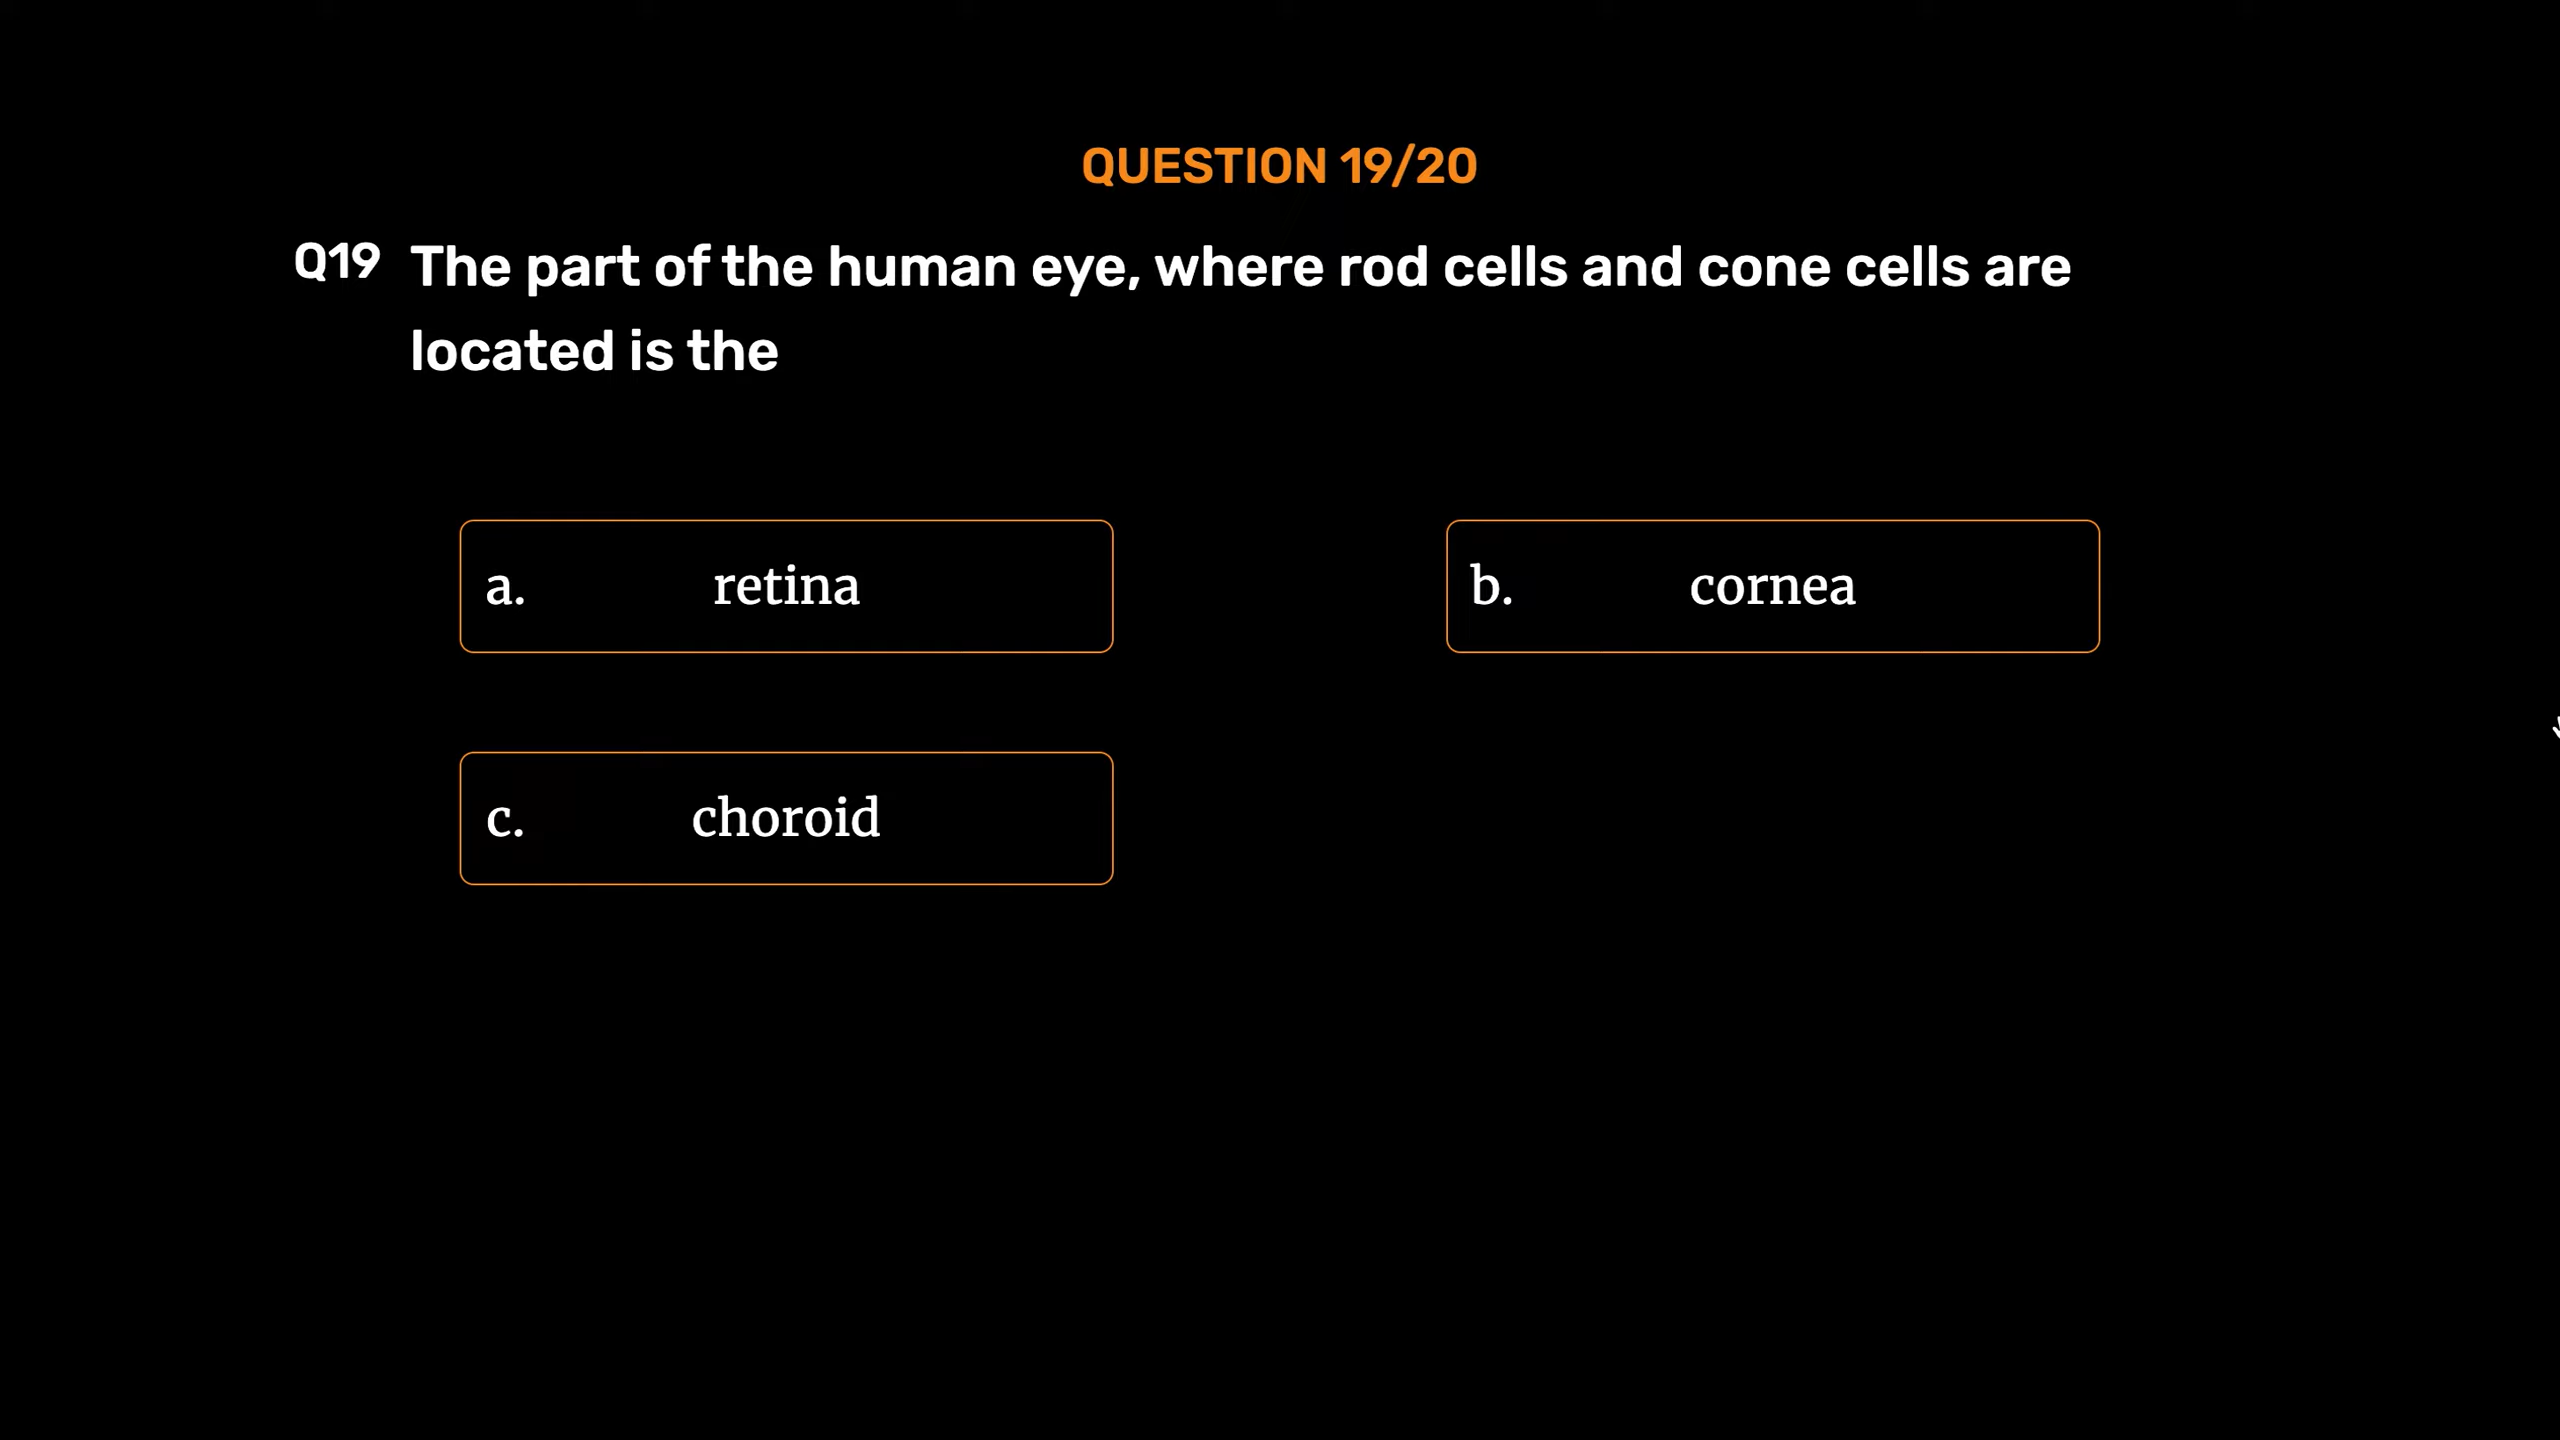 QUESTION 19/20
Q19 The part of the human eye, where rod cells and cone cells are
located is the
a. retina
b. cornea
c. choroid